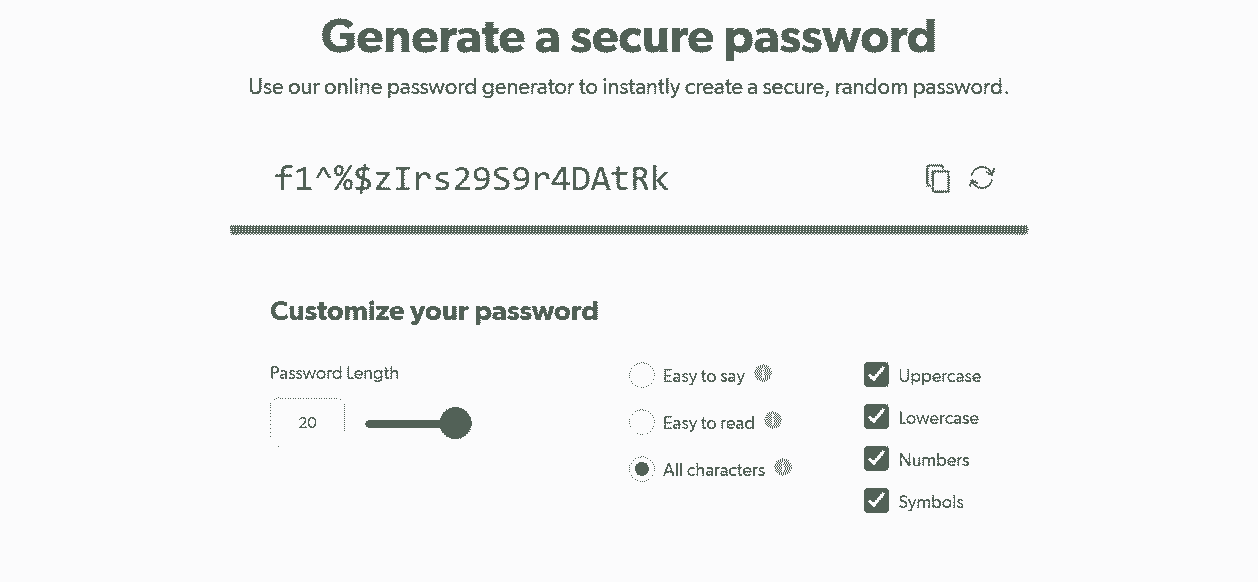 Generate a secure password
Use our online password generator to instantly create a secure, random password.
f1^%$zIrs29S9r4DAtRk
Customize your password
Password Length
20
Easy to say
Easy to read
All characters
Uppercase
Lowercase
Numbers
Symbols